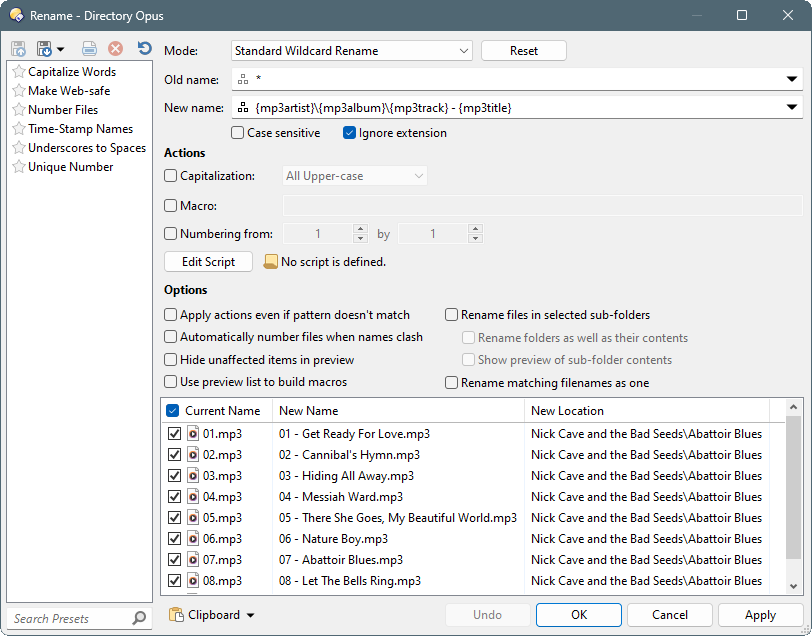 Rename - Directory Opus
Capitalize Words
Make Web-safe
Number Files
Time-Stamp Names
Underscores to Spaces
Unique Number
Search Presets
Mode: Standard Wildcard Rename Reset
Old name: *
New name: {mp3artist}\{mp3album}\{mp3track} - {mp3title}
Case sensitive Ignore extension
Actions
Capitalization: All Upper-case
Macro:
Numbering from: 1 by 1
Edit Script No script is defined.
Options
Apply actions even if pattern doesn't match Rename files in selected sub-folders
Automatically number files when names clash Rename folders as well as their contents
Hide unaffected items in preview Show preview of sub-folder contents
Use preview list to build macros Rename matching filenames as one
Current Name New Name New Location
01.mp3 01 - Get Ready For Love.mp3 Nick Cave and the Bad Seeds\Abattoir Blues
02.mp3 02 - Cannibal's Hymn.mp3 Nick Cave and the Bad Seeds\Abattoir Blues
03.mp3 03 - Hiding All Away.mp3 Nick Cave and the Bad Seeds\Abattoir Blues
04.mp3 04 - Messiah Ward.mp3 Nick Cave and the Bad Seeds\Abattoir Blues
05.mp3 05 - There She Goes, My Beautiful World.mp3 Nick Cave and the Bad Seeds\Abattoir Blues
06.mp3 06 - Nature Boy.mp3 Nick Cave and the Bad Seeds\Abattoir Blues
07.mp3 07 - Abattoir Blues.mp3 Nick Cave and the Bad Seeds\Abattoir Blues
08.mp3 08 - Let The Bells Ring.mp3 Nick Cave and the Bad Seeds\Abattoir Blues
Clipboard Undo OK Cancel Apply